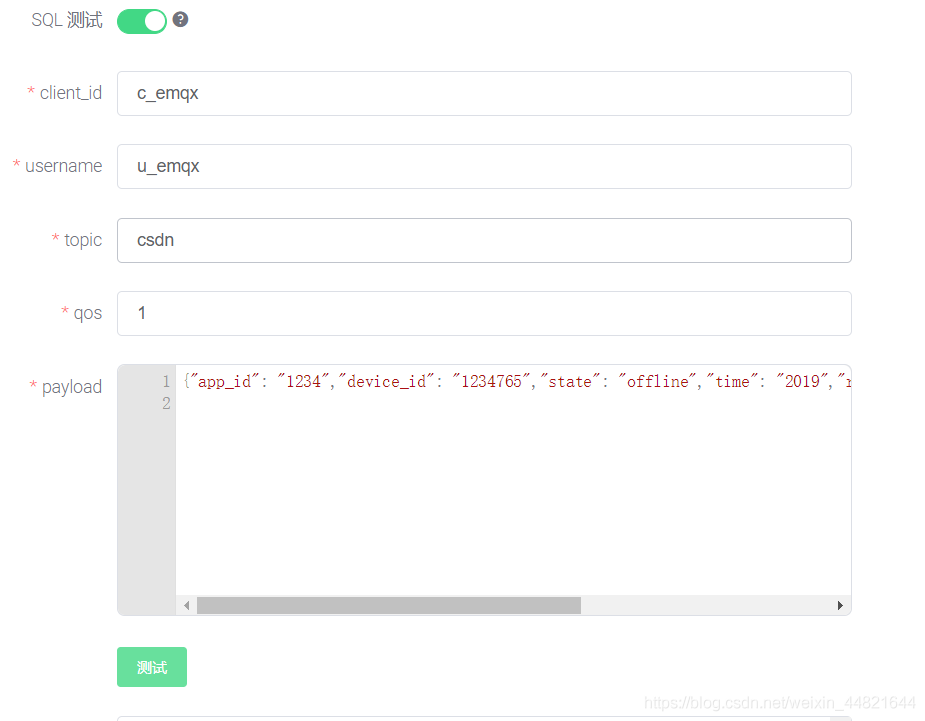 SQL 测试
* client_id c_emqx
* username u_emqx
* topic csdn
* qos 1
* payload 1 {"app_id": "1234","device_id": "1234765","state": "offline","time": "2019","
2
测试
https://blog.csdn.net/weixin_44821644